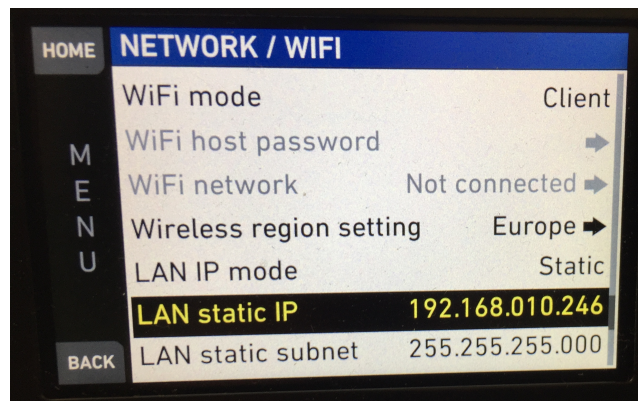 HOME NETWORK / WIFI
WiFi mode Client
WiFi host password ➡
WiFi network Not connected ➡
Wireless region setting Europe ➡
LAN IP mode Static
LAN static IP 192.168.010.246
LAN static subnet 255.255.255.000
MENU
BACK